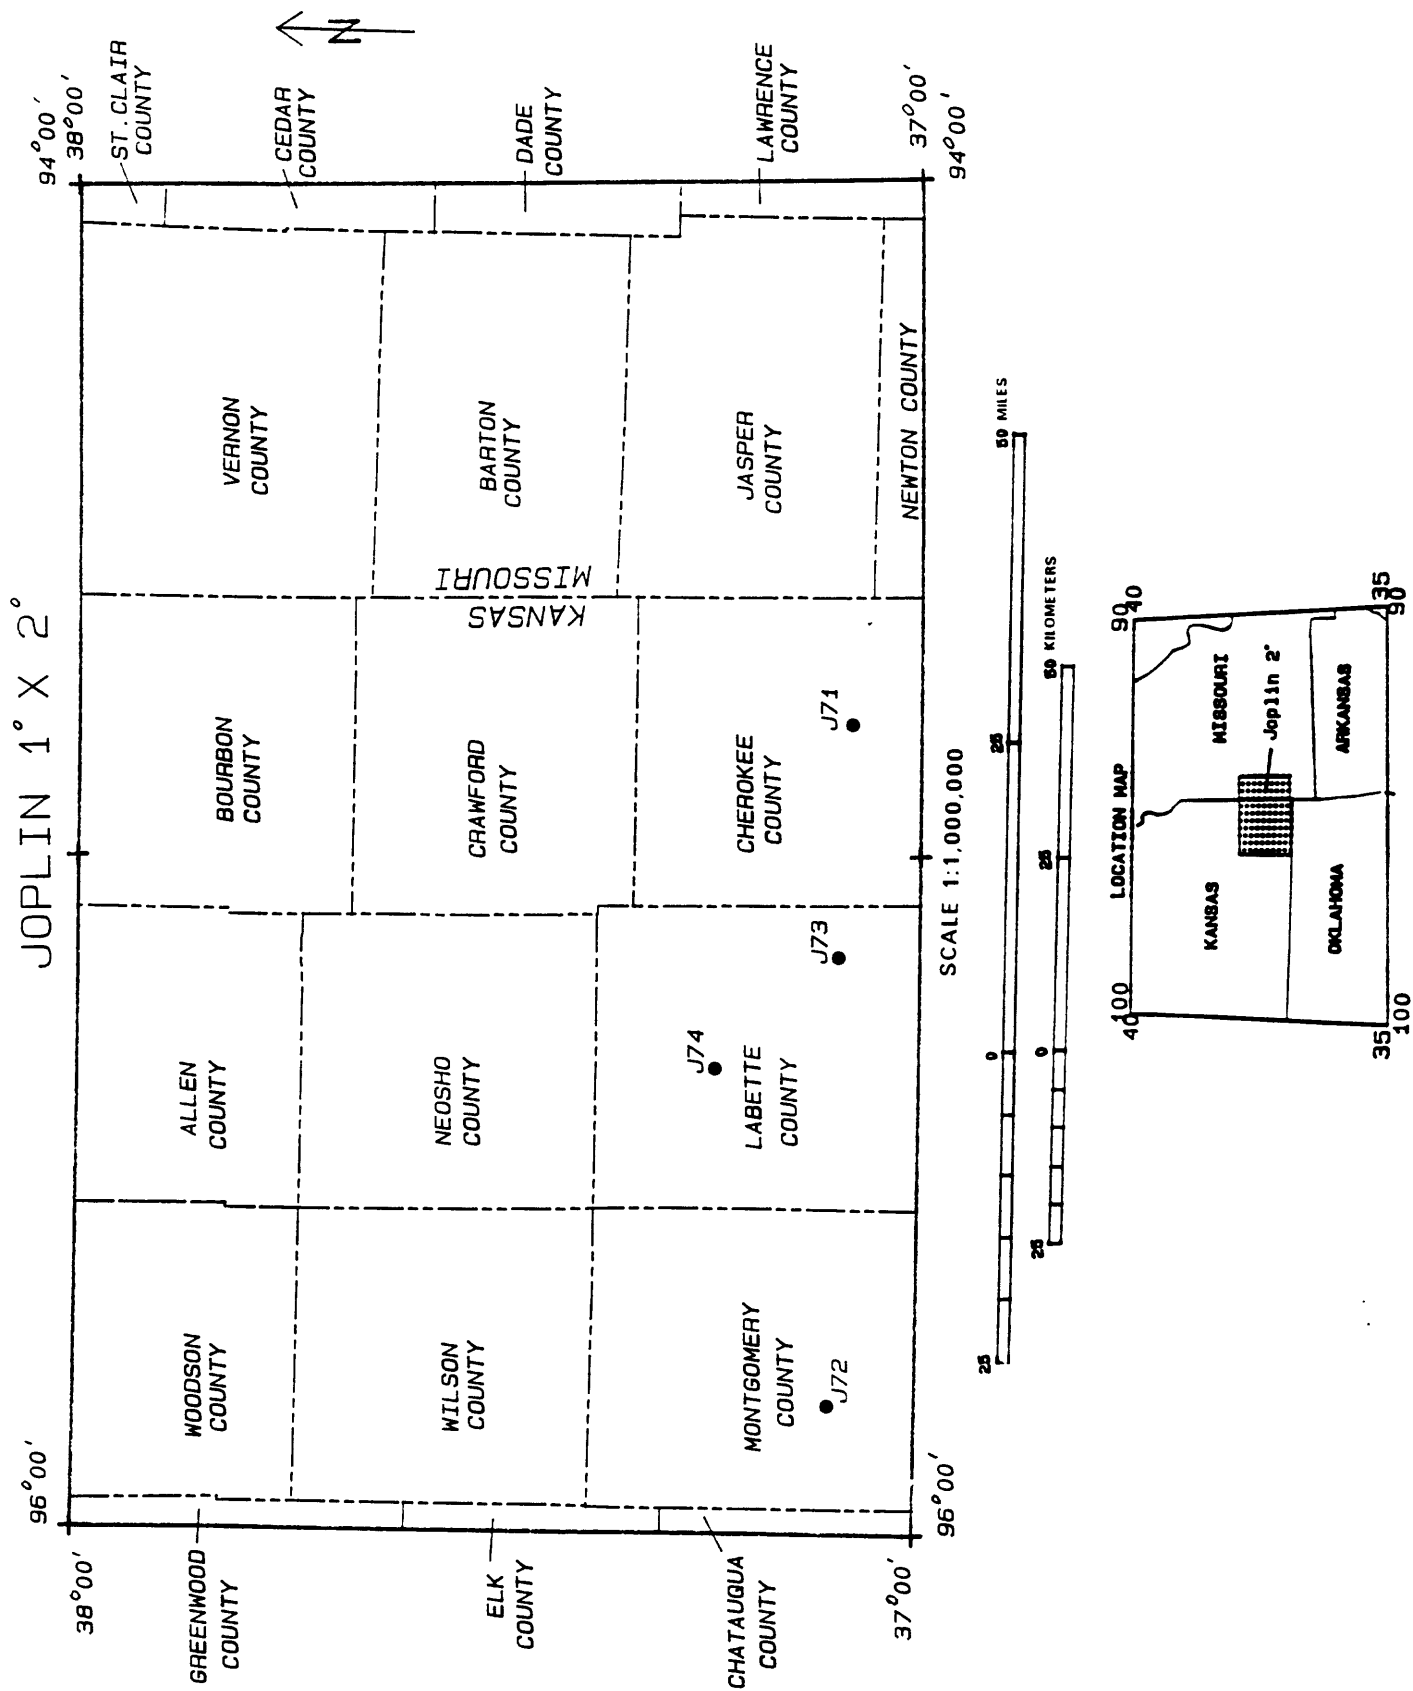 JOPLIN 1° X 2°
96°00'
94°00'
38°00'
38°00'
N
GREENWOOD
COUNTY
WOODSON
COUNTY
ALLEN
COUNTY
BOURBON
COUNTY
VERNON
COUNTY
ST. CLAIR
COUNTY
CEDAR
COUNTY
ELK
COUNTY
WILSON
COUNTY
NEOSHO
COUNTY
CRAWFORD
COUNTY
KANSAS
MISSOURI
BARTON
COUNTY
DADE
COUNTY
CHATAUQUA
COUNTY
MONTGOMERY
COUNTY
J72
J74
LABETTE
COUNTY
J73
CHEROKEE
COUNTY
J71
JASPER
COUNTY
LAWRENCE
COUNTY
NEWTON COUNTY
37°00'
37°00'
96°00'
94°00'
SCALE 1:1,000,000
25 0 25 50 MILES
25 0 25 50 KILOMETERS
LOCATION MAP
100
90
40
40
KANSAS
MISSOURI
Joplin 2°
OKLAHOMA
ARKANSAS
35
35
100
90